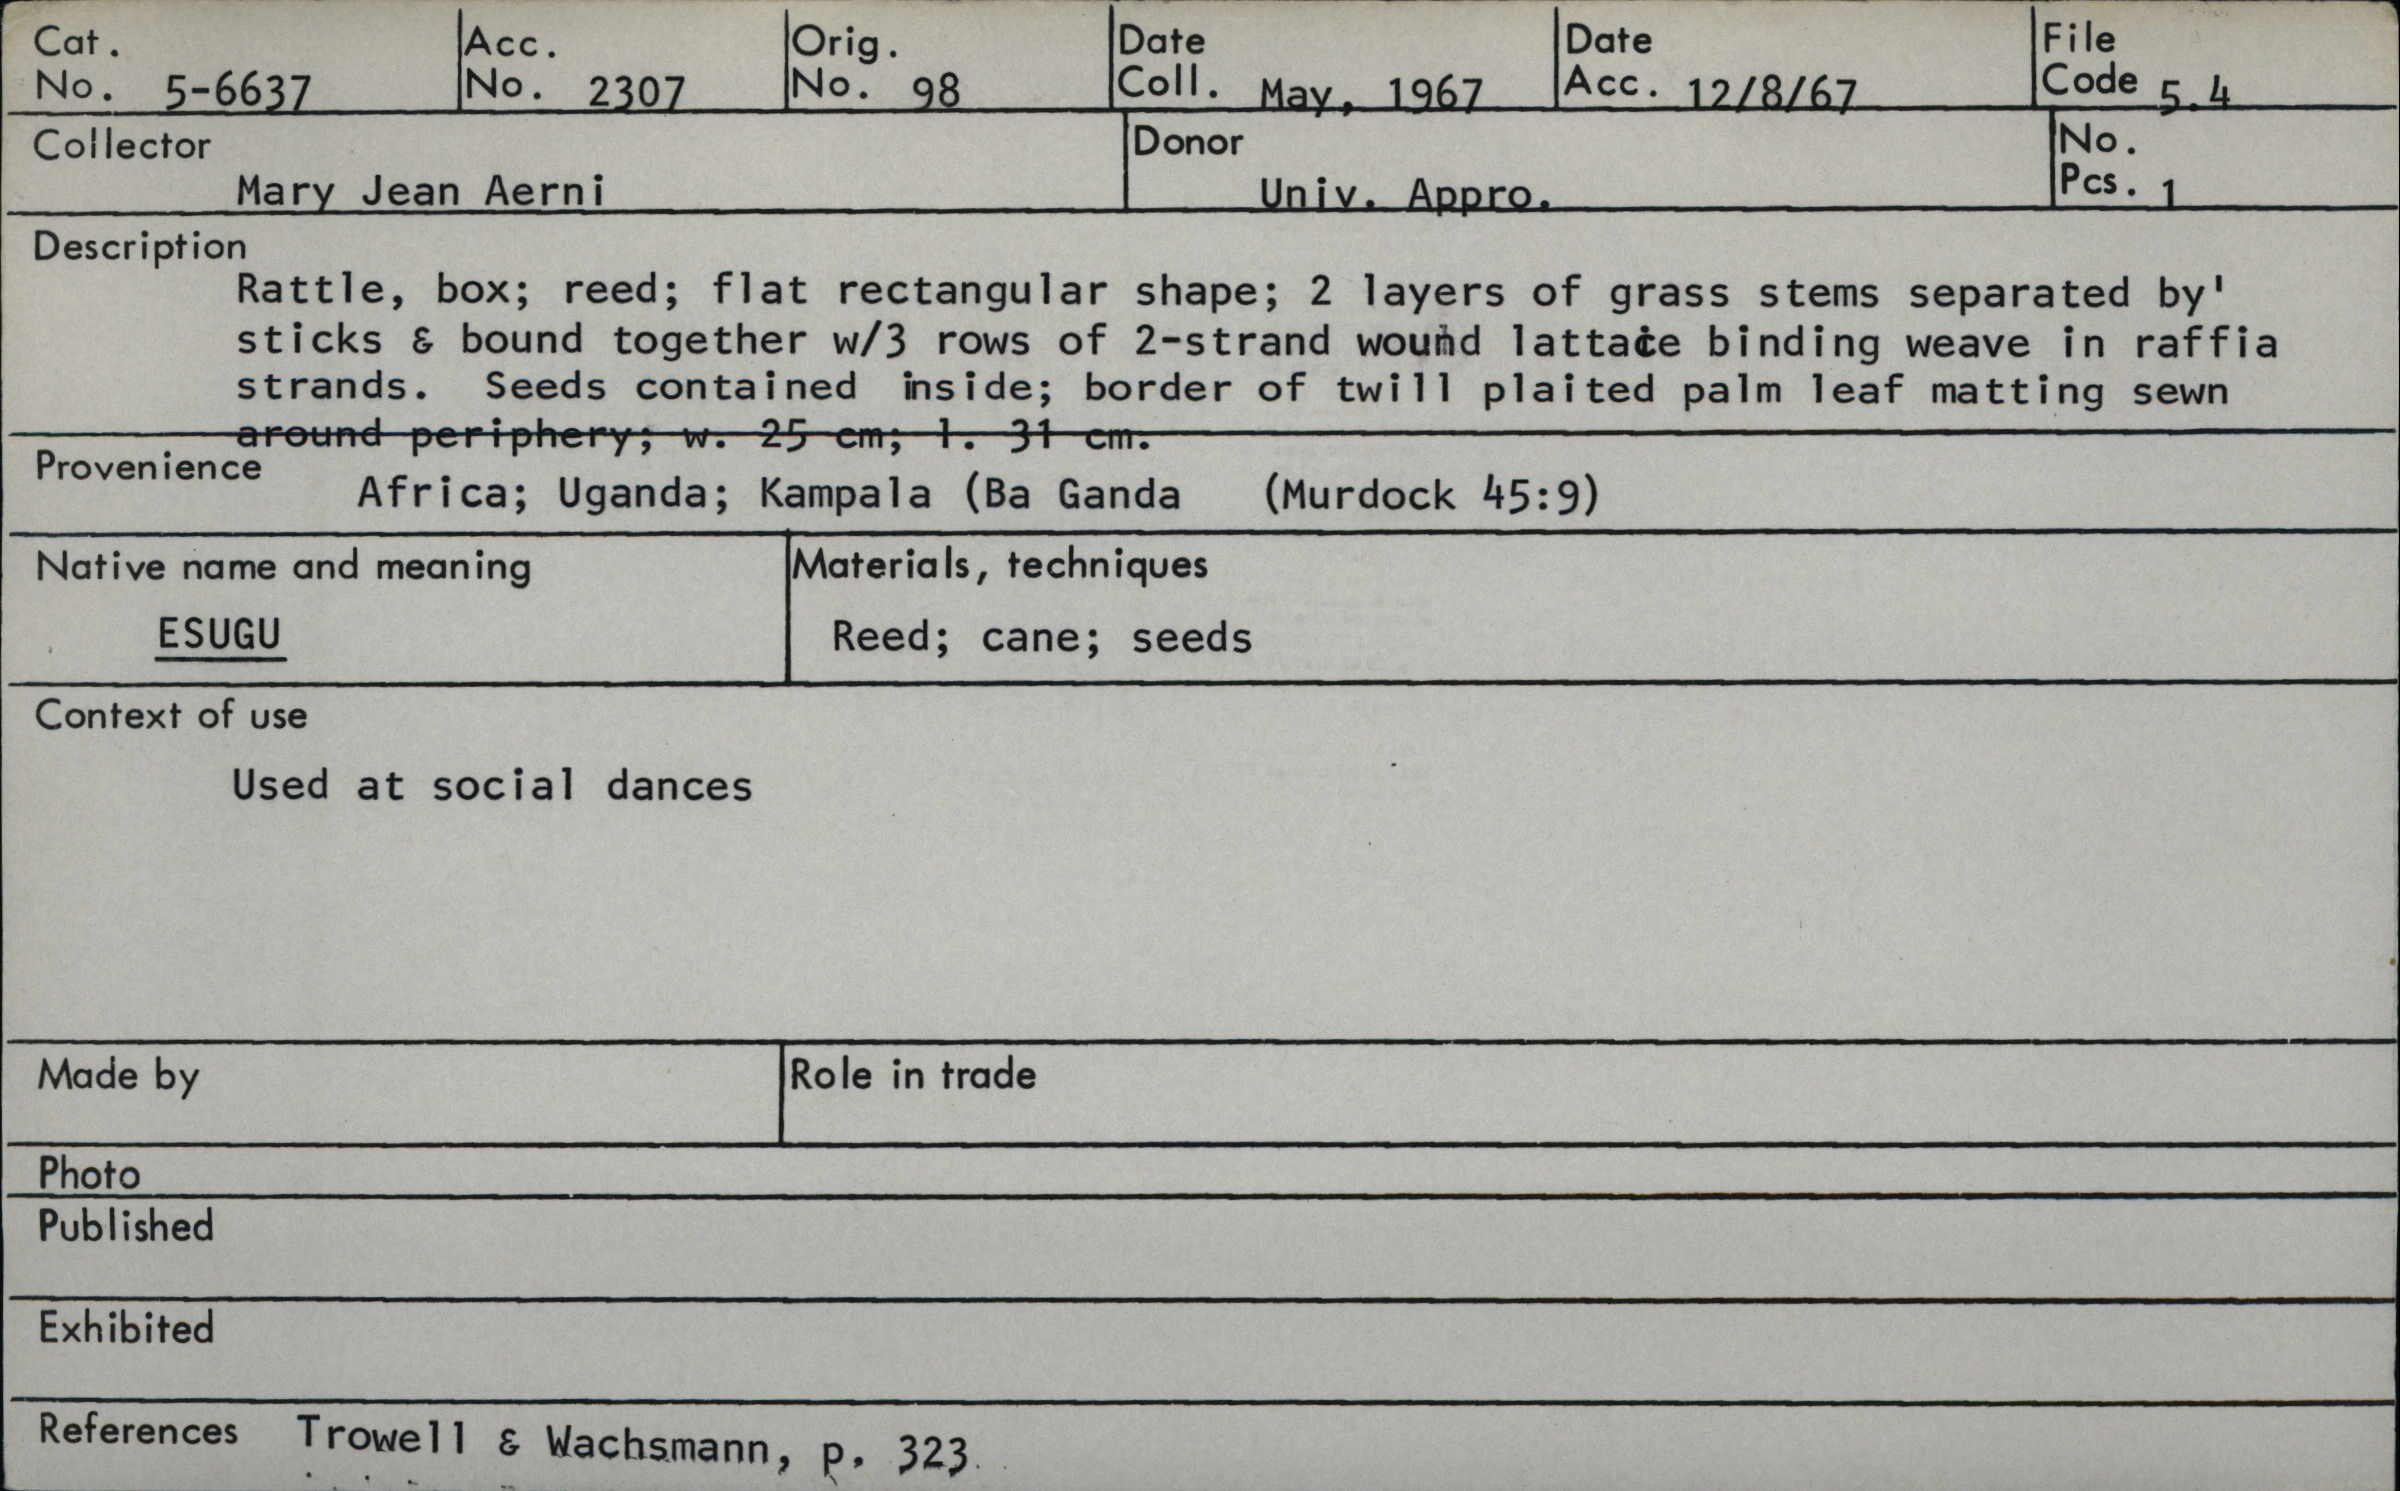 Cat. No. 5-6637 Acc. No. 2307 Orig. No. 98 Date Coll. May, 1967 Date Acc. 12/8/67 File Code 5.4
Collector Donor No. Pcs. 1
Mary Jean Aerni Univ. Appro.
Description
Rattle, box; reed; flat rectangular shape; 2 layers of grass stems separated by'
sticks & bound together w/3 rows of 2-strand wound binding weave in raffia
strands. Seeds contained inside; border of twill plaited palm leaf matting sewn
around periphery; w. 25 cm; l. 31 cm.
Provenience
Africa; Uganda; Kampala (Ba Ganda (Murdock 45:9)
Native name and meaning Materials, techniques
ESUGU Reed; cane; seeds
Context of use
Used at social dances
Made by Role in trade
Photo
Published
Exhibited
References Trowell & Wachsmann, p. 323